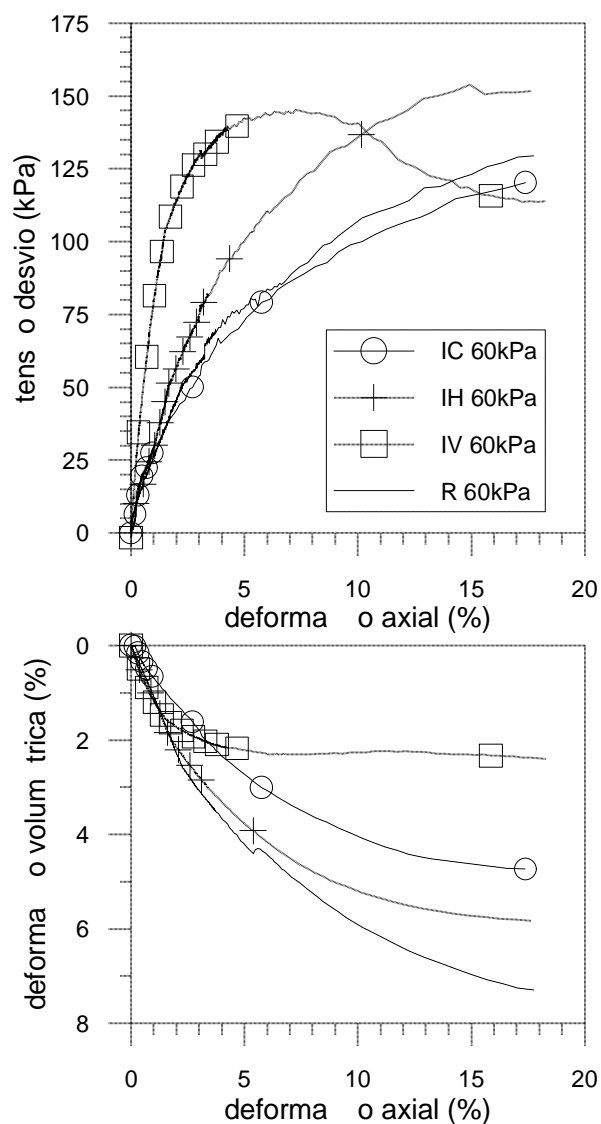 175
150
125
100
75
50
25
0
tens o desvio (kPa)
IC 60kPa
IH 60kPa
IV 60kPa
R 60kPa
0 5 10 15 20
deforma o axial (%)
0
2
4
6
8
deforma o volum trica (%)
0 5 10 15 20
deforma o axial (%)